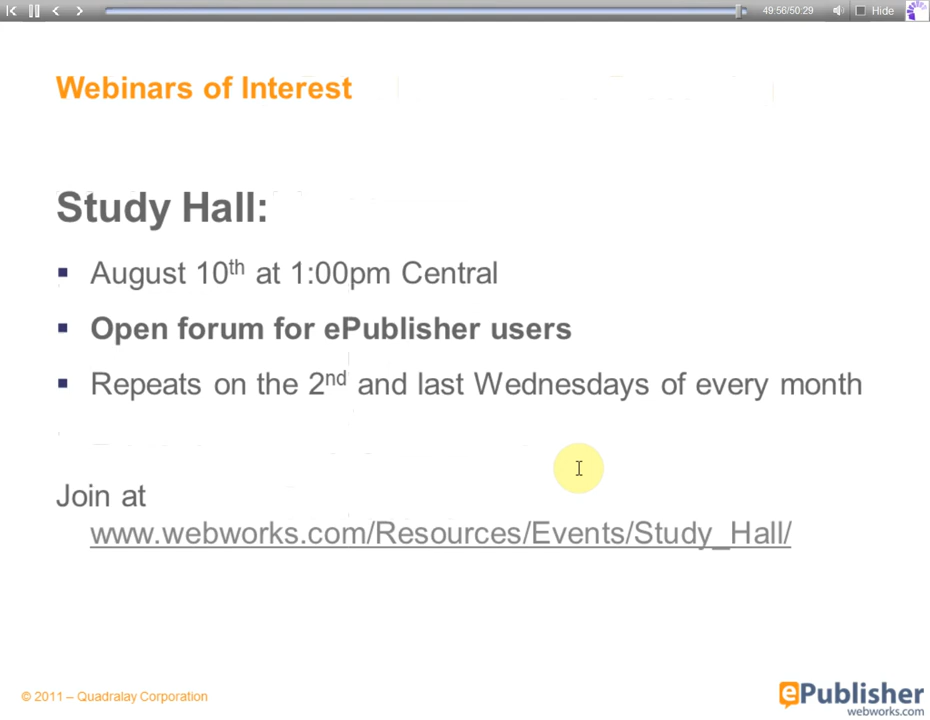 49:56/50:29
Hide
Webinars of Interest
Study Hall:
August 10th at 1:00pm Central
Open forum for ePublisher users
Repeats on the 2nd and last Wednesdays of every month
Join at
www.webworks.com/Resources/Events/Study_Hall/
© 2011 – Quadralay Corporation
ePublisher
webworks.com